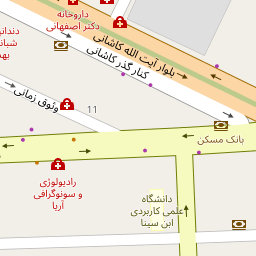 داروخانه
دکتر اصفهانی
بلوار آیت الله کاشانی
کنار گذر کاشانی
وثوق زمانی
11
بانک مسکن
رادیولوژی
و سونوگرافی
آریا
دانشگاه
علمی کاربردی
ابن سینا